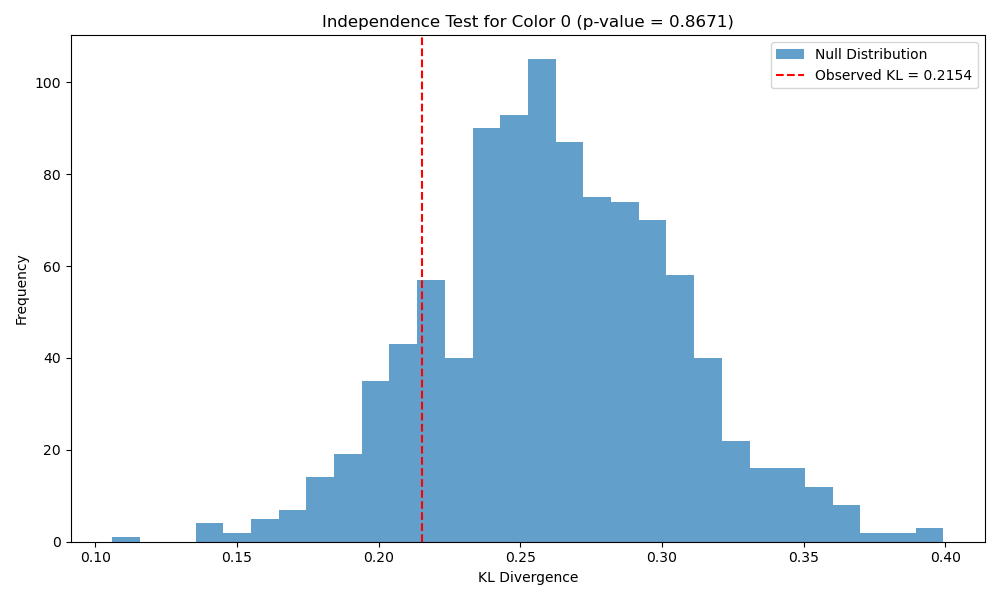 Independence Test for Color 0 (p-value = 0.8671)
Null Distribution
Observed KL = 0.2154
Frequency
100
80
60
40
20
0
0.10 0.15 0.20 0.25 0.30 0.35 0.40
KL Divergence